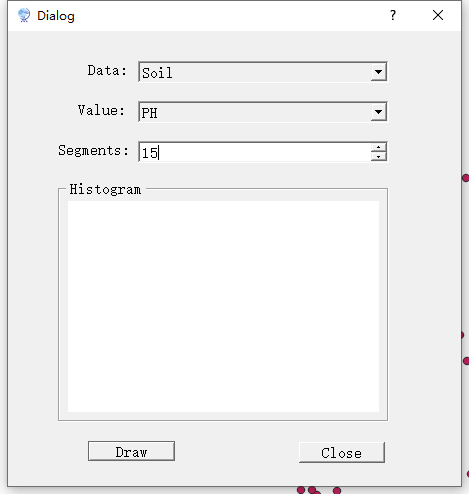 Dialog
?
Data: Soil
Value: PH
Segments: 15
Histogram
Draw
Close